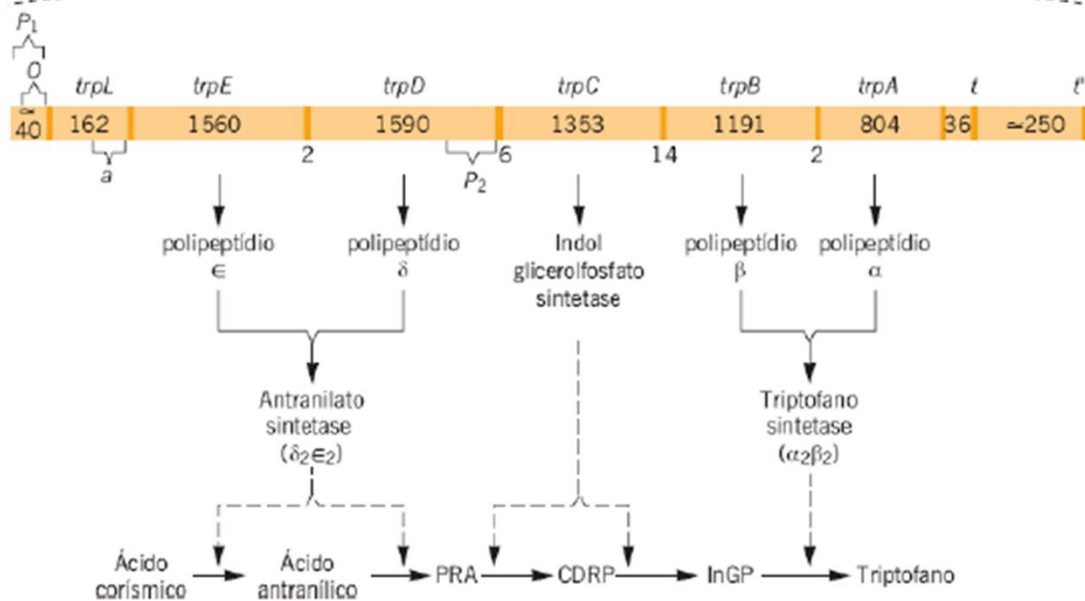 P1
O
trpL trpE trpD trpC trpB trpA t t'
≃
40 162 1560 1590 1353 1191 804 36 ≃250
a 2 P2 6 14 2
polipeptídio polipeptídio Indol polipeptídio polipeptídio
∈ δ glicerolfosfato β α
sintetase
Antranilato Triptofano
sintetase sintetase
(δ2∈2) (α2β2)
Ácido Ácido PRA CDRP InGP Triptofano
corísmico antranílico